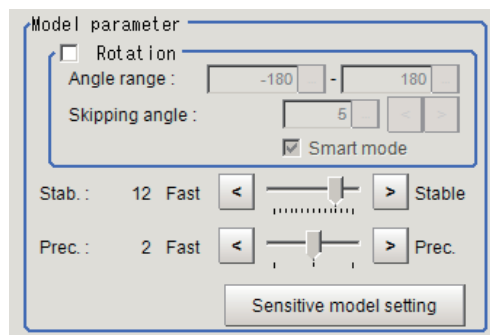 Model parameter
Rotation
Angle range : -180 - 180
Skipping angle : 5 < >
Smart mode
Stab. : 12 Fast < > Stable
Prec. : 2 Fast < > Prec.
Sensitive model setting